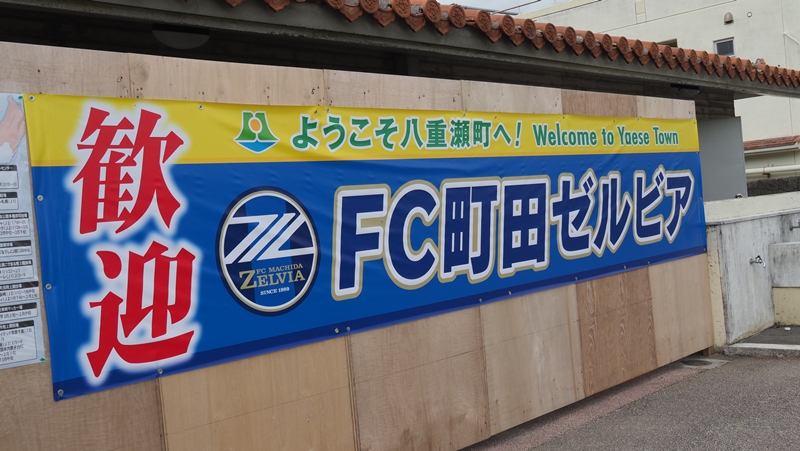 歓迎
ようこそ八重瀬町へ! Welcome to Yaese Town
FC MACHIDA
ZELVIA
SINCE 1989
FC町田ゼルビア